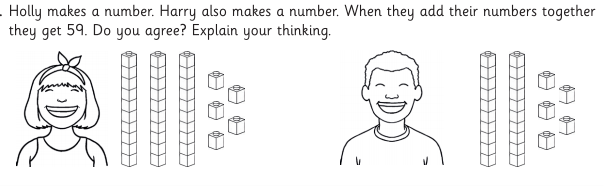 . Holly makes a number. Harry also makes a number. When they add their numbers together
they get 59. Do you agree? Explain your thinking.